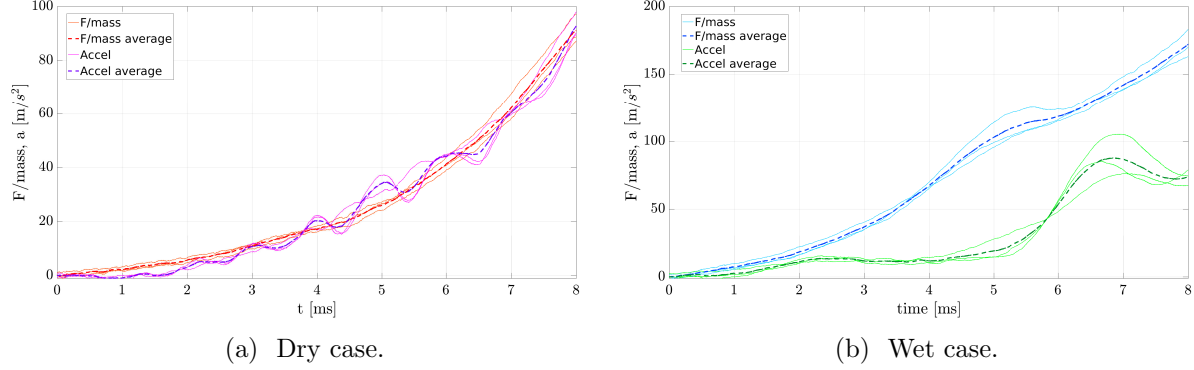 100
80
60
40
20
0
F/mass, a [m/s²]
F/mass
F/mass average
Accel
Accel average
0 1 2 3 4 5 6 7 8
t [ms]
(a) Dry case.
200
150
100
50
0
F/mass, a [m/s²]
F/mass
F/mass average
Accel
Accel average
0 1 2 3 4 5 6 7 8
time [ms]
(b) Wet case.